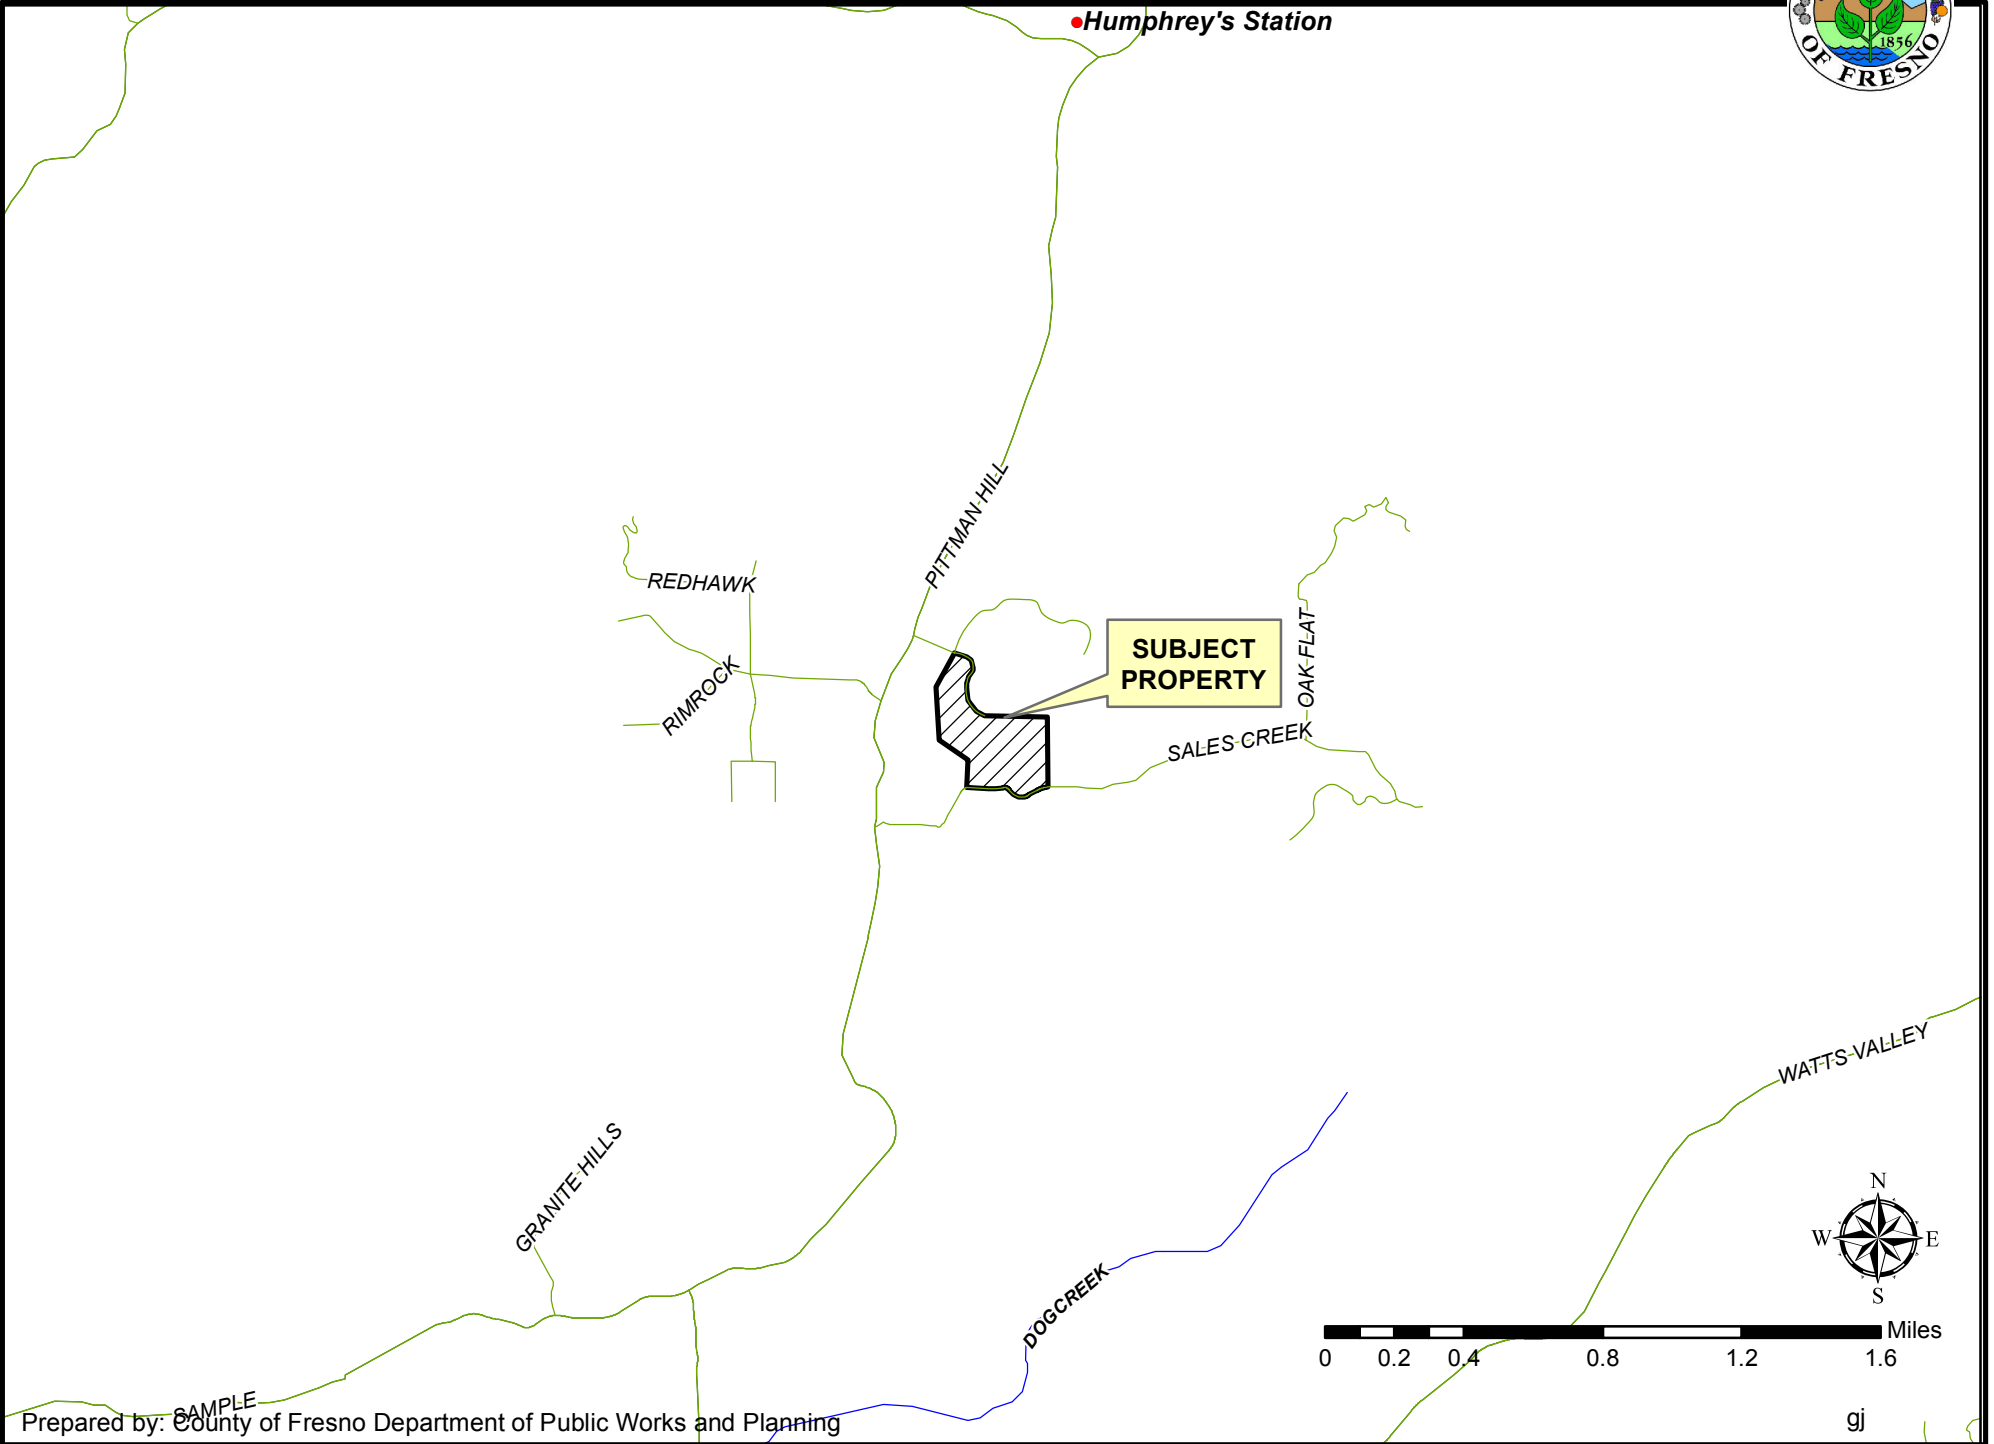 Humphrey's Station
1856
OF FRESNO
PITTMAN HILL
REDHAWK
RIMROCK
SUBJECT
PROPERTY
OAK FLAT
SALES CREEK
WATTS VALLEY
GRANITE HILLS
DOGCREEK
N
W
E
S
Miles
0 0.2 0.4 0.8 1.2 1.6
SAMPLE
Prepared by: County of Fresno Department of Public Works and Planning
gj